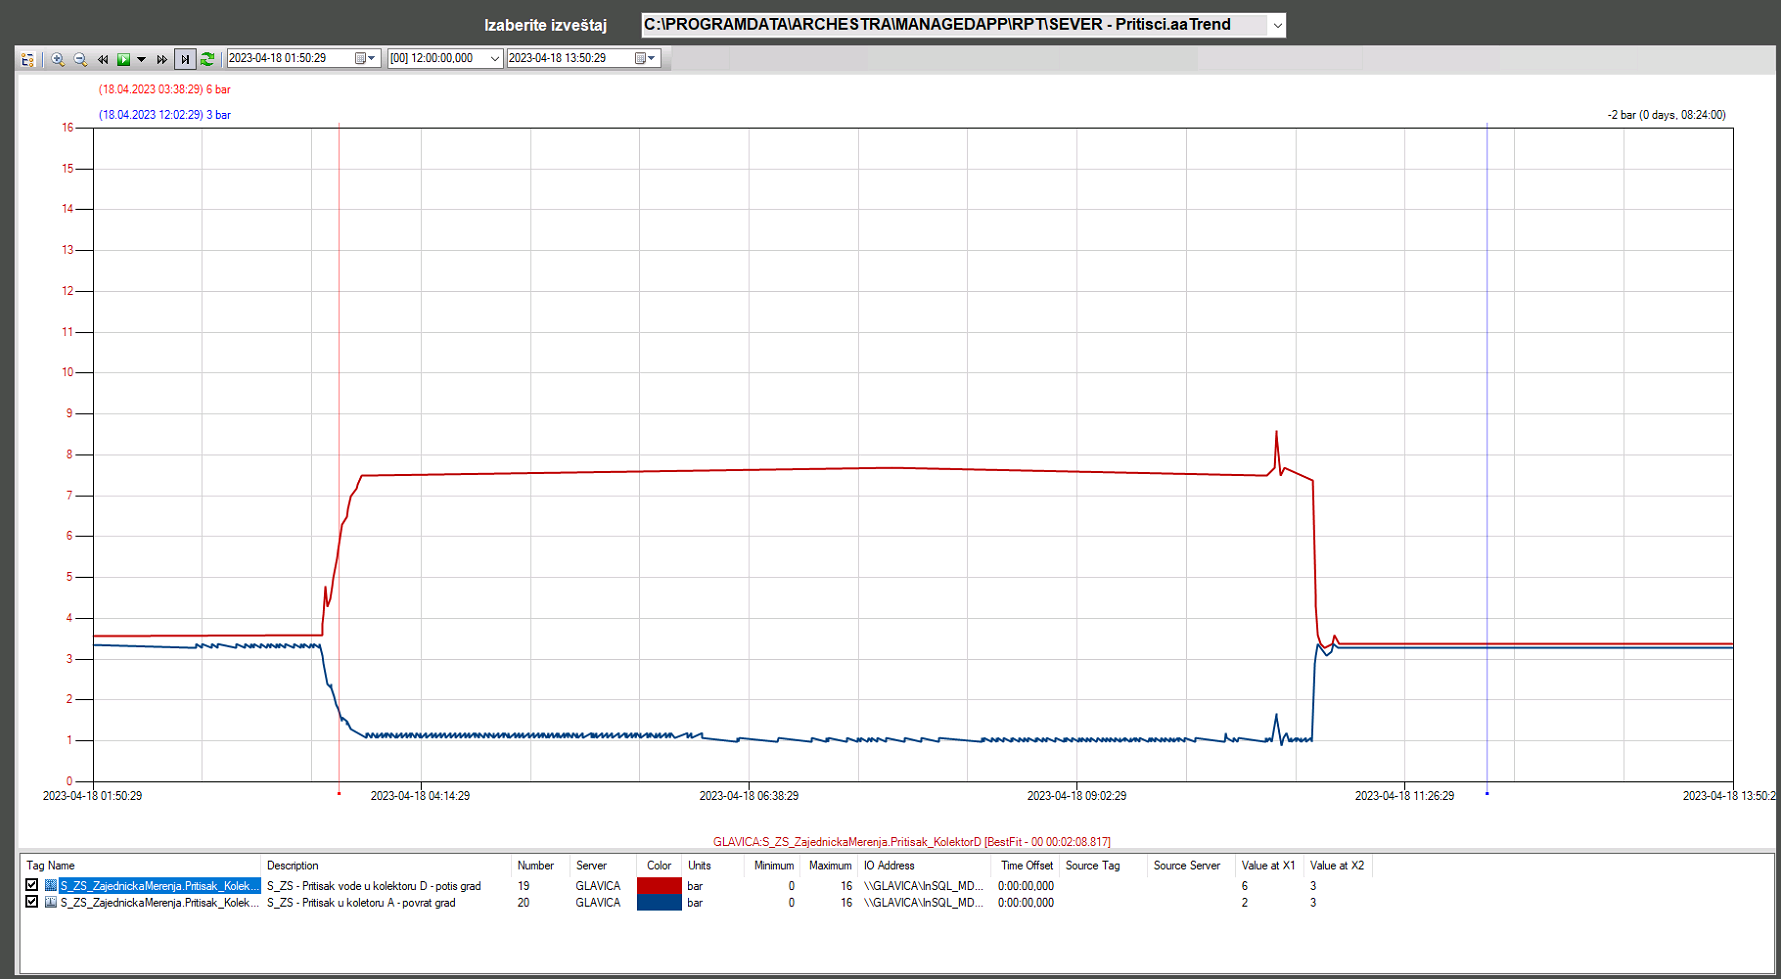 Izaberite izveštaj C:\PROGRAMDATA\ARCHESTRA\MANAGEDAPP\RPT\SEVER - Pritisci.aaTrend
2023-04-18 01:50:29 [00] 12:00:00,000 2023-04-18 13:50:29
(18.04.2023 03:38:29) 6 bar
(18.04.2023 12:02:29) 3 bar -2 bar (0 days, 08:24:00)
16
15
14
13
12
11
10
9
8
7
6
5
4
3
2
1
0
2023-04-18 01:50:29 2023-04-18 04:14:29 2023-04-18 06:38:29 2023-04-18 09:02:29 2023-04-18 11:26:29 2023-04-18 13:50:2
GLAVICA:S_ZS_ZajednickaMerenja.Pritisak_KolektorD [BestFit - 00 00:02:08.817]
Tag Name Description Number Server Color Units Minimum Maximum IO Address Time Offset Source Tag Source Server Value at X1 Value at X2
S_ZS_ZajednickaMerenja.Pritisak_Kolek... S_ZS - Pritisak vode u kolektoru D - potis grad 19 GLAVICA bar 0 16 \\GLAVICA\InSQL_MD... 0:00:00,000 6 3
S_ZS_ZajednickaMerenja.Pritisak_Kolek... S_ZS - Pritisak u koletoru A - povrat grad 20 GLAVICA bar 0 16 \\GLAVICA\InSQL_MD... 0:00:00,000 2 3